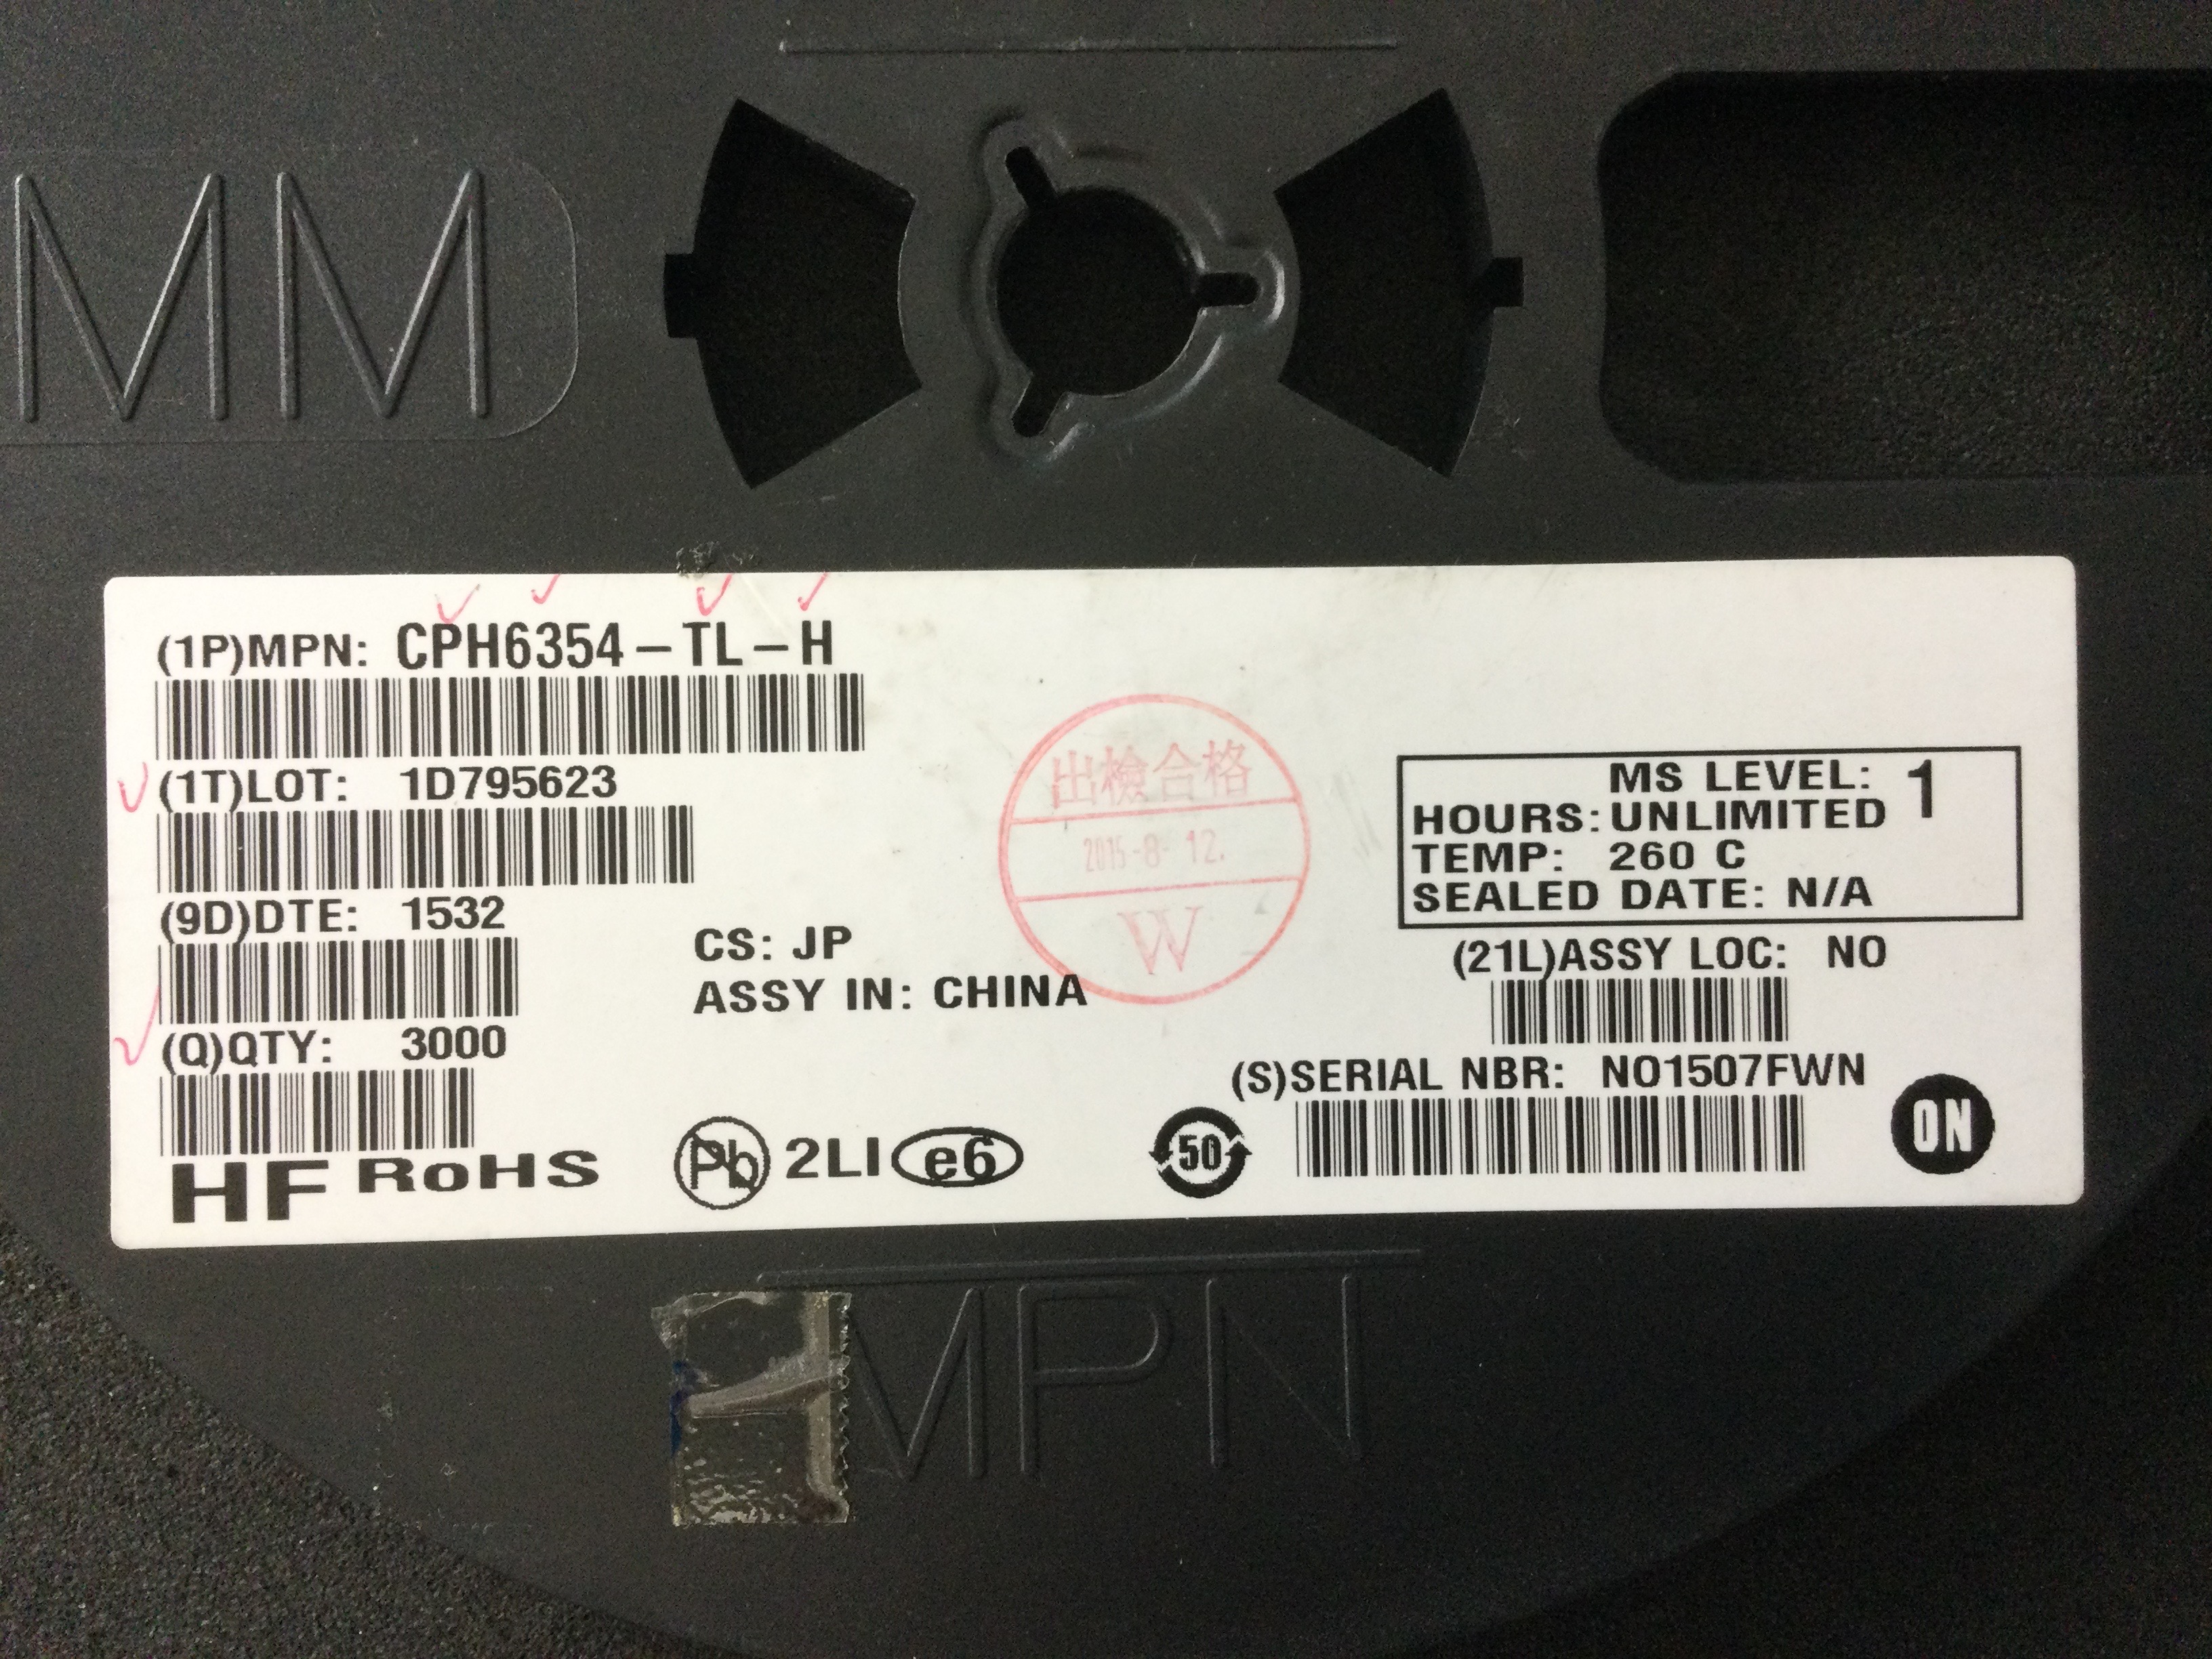 MM
(1P)MPN: CPH6354-TL-H
(1T)LOT: 1D795623
(9D)DTE: 1532
(Q)QTY: 3000
HF RoHS
CS: JP
ASSY IN: CHINA
Pb 2LI e6
出檢合格
2015-8-12.
W
MS LEVEL: 1
HOURS: UNLIMITED
TEMP: 260 C
SEALED DATE: N/A
(21L)ASSY LOC: NO
(S)SERIAL NBR: NO1507FWN
50
ON
MPN